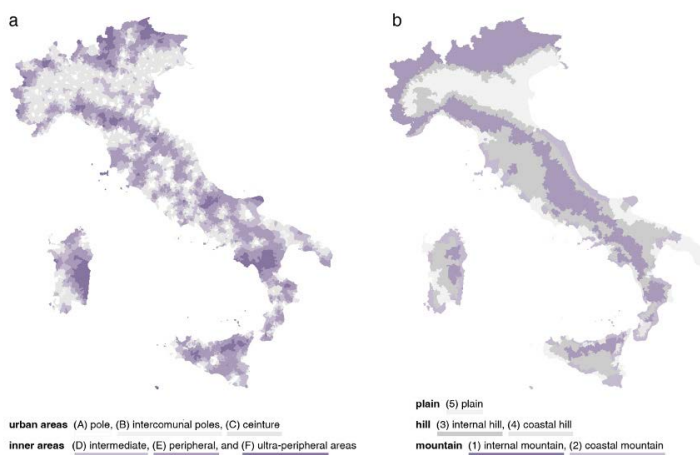 a
b
urban areas (A) pole, (B) intercomunal poles, (C) ceinture
inner areas (D) intermediate, (E) peripheral, and (F) ultra-peripheral areas
plain (5) plain
hill (3) internal hill, (4) coastal hill
mountain (1) internal mountain, (2) coastal mountain